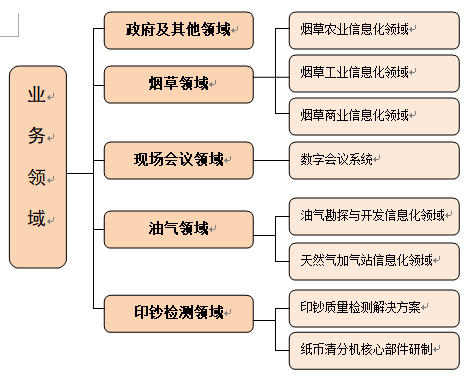 业
务
领
域
政府及其他领域
烟草领域
烟草农业信息化领域
烟草工业信息化领域
烟草商业信息化领域
现场会议领域
数字会议系统
油气领域
油气勘探与开发信息化领域
天然气加气站信息化领域
印钞检测领域
印钞质量检测解决方案
纸币清分机核心部件研制